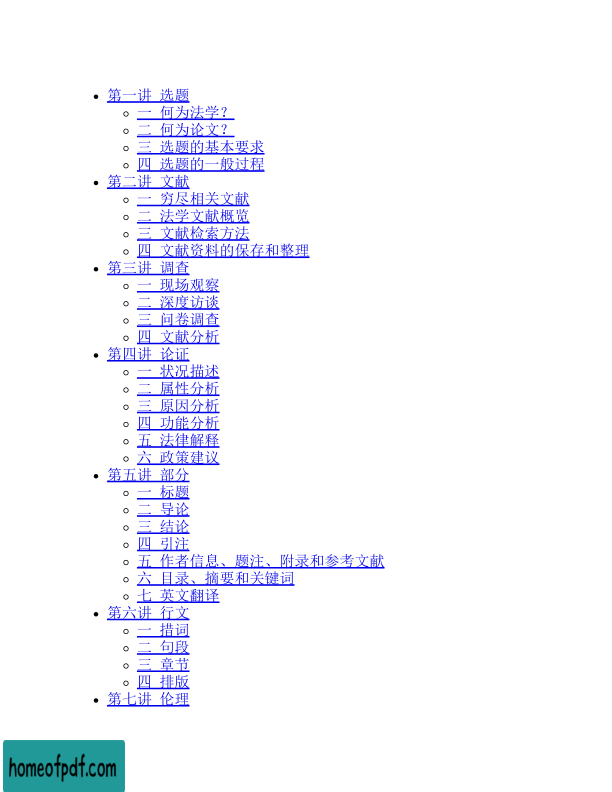 第一讲 选题
一 何为法学?
二 何为论文?
三 选题的基本要求
四 选题的一般过程
第二讲 文献
一 穷尽相关文献
二 法学文献概览
三 文献检索方法
四 文献资料的保存和整理
第三讲 调查
一 现场观察
二 深度访谈
三 问卷调查
四 文献分析
第四讲 论证
一 状况描述
二 属性分析
三 原因分析
四 功能分析
五 法律解释
六 政策建议
第五讲 部分
一 标题
二 导论
三 结论
四 引注
五 作者信息、题注、附录和参考文献
六 目录、摘要和关键词
七 英文翻译
第六讲 行文
一 措词
二 句段
三 章节
四 排版
第七讲 伦理
homeofpdf.com